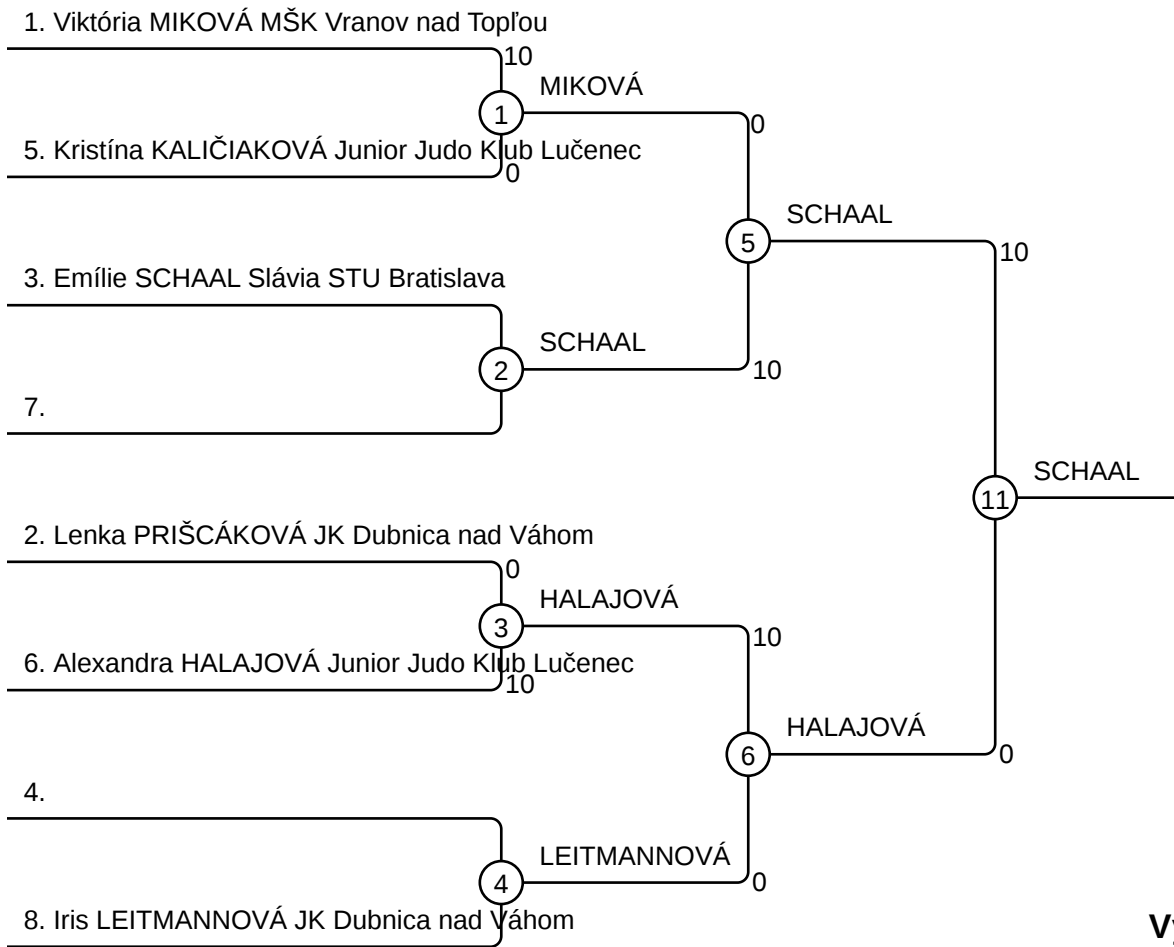 1. Viktória MIKOVÁ MŠK Vranov nad Topľou
10
MIKOVÁ
1
0
5. Kristína KALIČIAKOVÁ Junior Judo Klub Lučenec
0
SCHAAL
5
10
3. Emílie SCHAAL Slávia STU Bratislava
SCHAAL
2
10
7.
SCHAAL
11
2. Lenka PRIŠCÁKOVÁ JK Dubnica nad Váhom
0
HALAJOVÁ
3
10
6. Alexandra HALAJOVÁ Junior Judo Klub Lučenec
10
HALAJOVÁ
6
0
4.
LEITMANNOVÁ
4
0
8. Iris LEITMANNOVÁ JK Dubnica nad Váhom